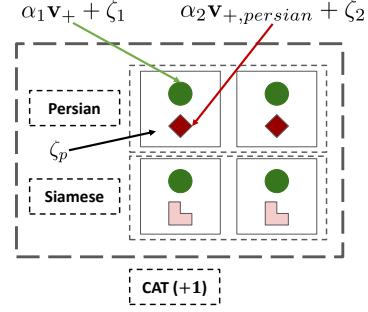 α₁v₊ + ζ₁
α₂v₊,persian + ζ₂
Persian
ζₚ
Siamese
CAT (+1)